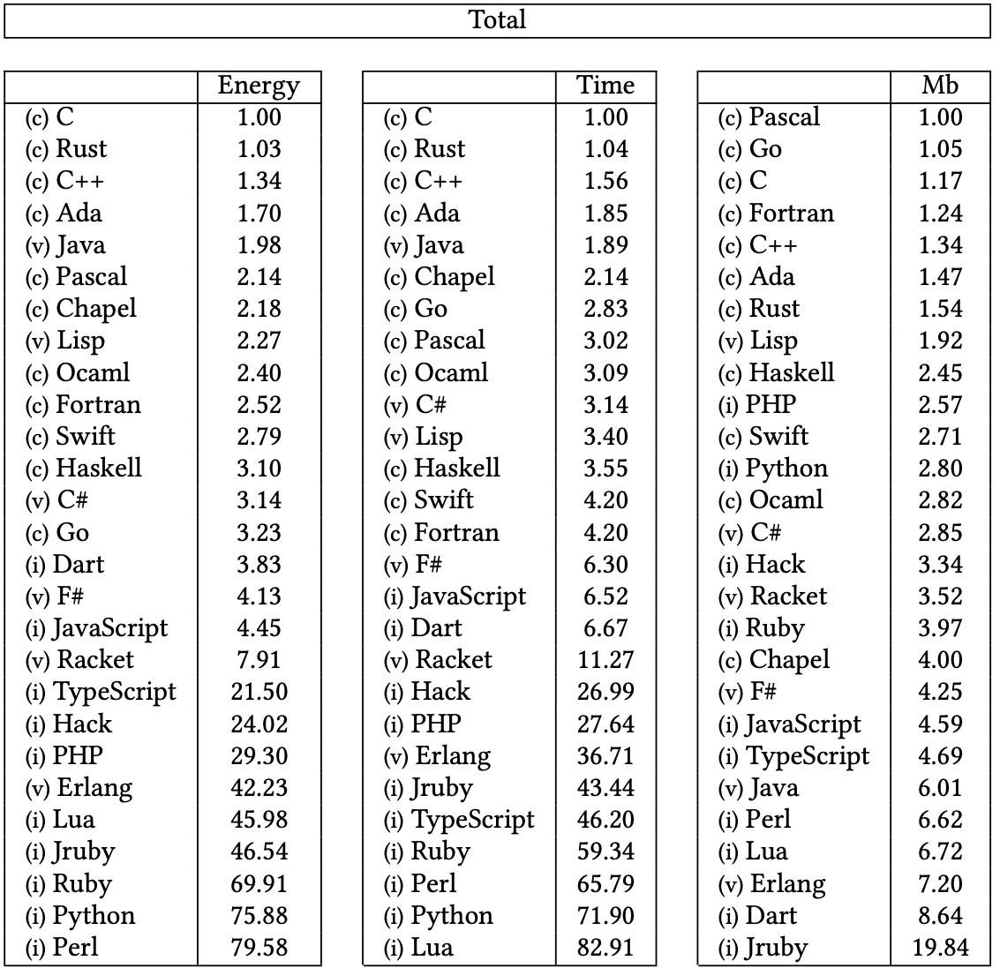 Total
Energy Time Mb
(c) C 1.00 (c) C 1.00 (c) Pascal 1.00
(c) Rust 1.03 (c) Rust 1.04 (c) Go 1.05
(c) C++ 1.34 (c) C++ 1.56 (c) C 1.17
(c) Ada 1.70 (c) Ada 1.85 (c) Fortran 1.24
(v) Java 1.98 (v) Java 1.89 (c) C++ 1.34
(c) Pascal 2.14 (c) Chapel 2.14 (c) Ada 1.47
(c) Chapel 2.18 (c) Go 2.83 (c) Rust 1.54
(v) Lisp 2.27 (c) Pascal 3.02 (v) Lisp 1.92
(c) Ocaml 2.40 (c) Ocaml 3.09 (c) Haskell 2.45
(c) Fortran 2.52 (v) C# 3.14 (i) PHP 2.57
(c) Swift 2.79 (v) Lisp 3.40 (c) Swift 2.71
(c) Haskell 3.10 (c) Haskell 3.55 (i) Python 2.80
(v) C# 3.14 (c) Swift 4.20 (c) Ocaml 2.82
(c) Go 3.23 (c) Fortran 4.20 (v) C# 2.85
(i) Dart 3.83 (v) F# 6.30 (i) Hack 3.34
(v) F# 4.13 (i) JavaScript 6.52 (v) Racket 3.52
(i) JavaScript 4.45 (i) Dart 6.67 (i) Ruby 3.97
(v) Racket 7.91 (v) Racket 11.27 (c) Chapel 4.00
(i) TypeScript 21.50 (i) Hack 26.99 (v) F# 4.25
(i) Hack 24.02 (i) PHP 27.64 (i) JavaScript 4.59
(i) PHP 29.30 (v) Erlang 36.71 (i) TypeScript 4.69
(v) Erlang 42.23 (i) Jruby 43.44 (v) Java 6.01
(i) Lua 45.98 (i) TypeScript 46.20 (i) Perl 6.62
(i) Jruby 46.54 (i) Ruby 59.34 (i) Lua 6.72
(i) Ruby 69.91 (i) Perl 65.79 (v) Erlang 7.20
(i) Python 75.88 (i) Python 71.90 (i) Dart 8.64
(i) Perl 79.58 (i) Lua 82.91 (i) Jruby 19.84